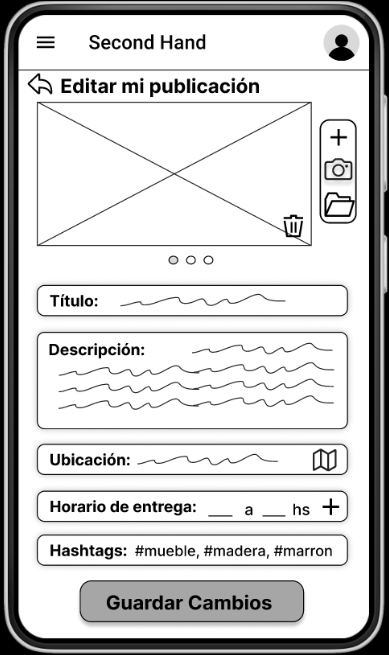 Second Hand
Editar mi publicación
Título:
Descripción:
Ubicación:
Horario de entrega: ___ a ___ hs +
Hashtags: #mueble, #madera, #marron
Guardar Cambios